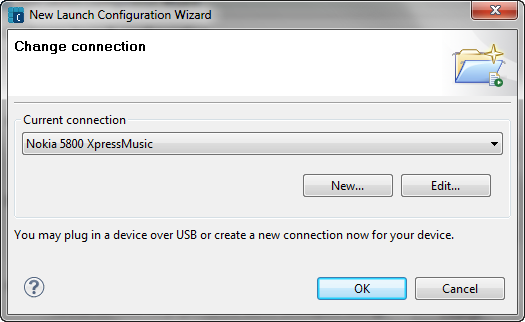 New Launch Configuration Wizard
Change connection
Current connection
Nokia 5800 XpressMusic
New...
Edit...
You may plug in a device over USB or create a new connection now for your device.
?
OK
Cancel